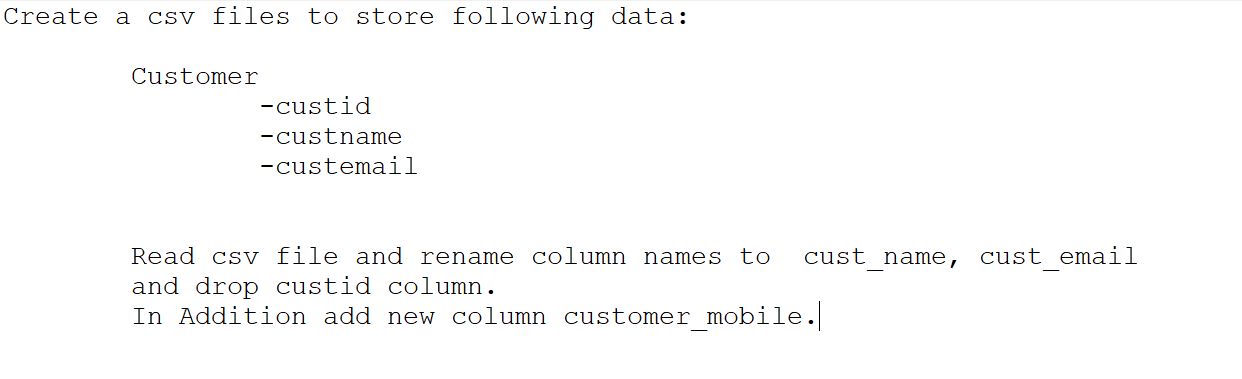 Create a csv files to store following data:
Customer
-custid
-custname
-custemail
Read csv file and rename column names to  cust_name, cust_email
and drop custid column.
In Addition add new column customer_mobile.